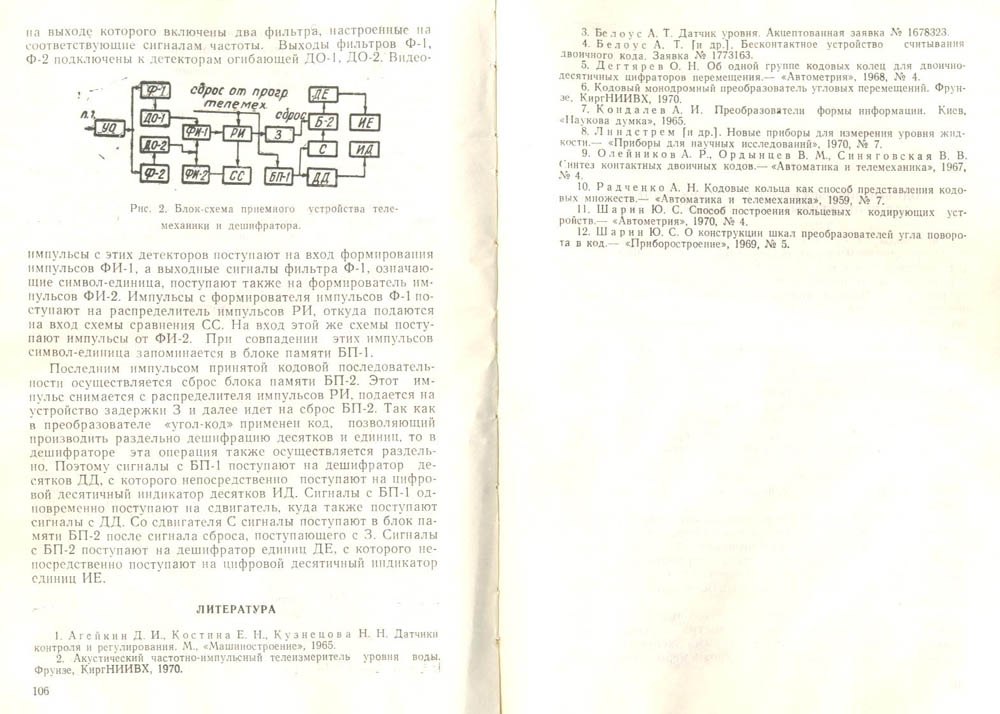 на выходе которого включены два фильтра, настроенные на
соответствующие сигналам частоты. Выходы фильтров Ф-1,
Ф-2 подключены к детекторам огибающей ДО-1, ДО-2. Видео-
Ф-1
сброс от прогр
телемех.
ДЕ
ДО-1
сброс
п.1
УО
ФИ-1
РИ
З
Б-2
ИЕ
ДО-2
С
ИД
Ф-2
ФИ-2
СС
БП-1
ДД
Рис. 2. Блок-схема приемного устройства теле-
механики и дешифратора.
импульсы с этих детекторов поступают на вход формирования
импульсов ФИ-1, а выходные сигналы фильтра Ф-1, означаю-
щие символ-единица, поступают также на формирователь им-
пульсов ФИ-2. Импульсы с формирователя импульсов Ф-1 по-
ступают на распределитель импульсов РИ, откуда подаются
на вход схемы сравнения СС. На вход этой же схемы посту-
пают импульсы от ФИ-2. При совпадении этих импульсов
символ-единица запоминается в блоке памяти БП-1.
Последним импульсом принятой кодовой последователь-
ности осуществляется сброс блока памяти БП-2. Этот им-
пульс снимается с распределителя импульсов РИ, подается на
устройство задержки З и далее идет на сброс БП-2. Так как
в преобразователе «угол-код» применен код, позволяющий
производить раздельно дешифрацию десятков и единиц, то в
дешифраторе эта операция также осуществляется раздель-
но. Поэтому сигналы с БП-1 поступают на дешифратор де-
сятков ДД, с которого непосредственно поступают на цифро-
вой десятичный индикатор десятков ИД. Сигналы с БП-1 од-
новременно поступают на сдвигатель, куда также поступают
сигналы с ДД. Со сдвигателя С сигналы поступают в блок па-
мяти БП-2 после сигнала сброса, поступающего с З. Сигналы
с БП-2 поступают на дешифратор единиц ДЕ, с которого не-
посредственно поступают на цифровой десятичный индикатор
единиц ИЕ.
ЛИТЕРАТУРА
1. Агейкин Д. И., Костина Е. Н., Кузнецова Н. Н. Датчики
контроля и регулирования. М., «Машиностроение», 1965.
2. Акустический частотно-импульсный телеизмеритель уровня воды.
Фрунзе, КиргНИИВХ, 1970.
106
3. Белоус А. Т. Датчик уровня. Акцептованная заявка № 1678323.
4. Белоус А. Т. [и др.]. Бесконтактное устройство считывания
двоичного кода. Заявка № 1773163.
5. Дегтярев О. Н. Об одной группе кодовых колец для двоично-
десятичных цифраторов перемещения.— «Автометрия», 1968, № 4.
6. Кодовый монодромный преобразователь угловых перемещений. Фрун-
зе, КиргНИИВХ, 1970.
7. Кондалев А. И. Преобразователи формы информации. Киев,
«Наукова думка», 1965.
8. Линдстрем [и др.]. Новые приборы для измерения уровня жид-
кости.— «Приборы для научных исследований», 1970, № 7.
9. Олейников А. Р., Ордынцев В. М., Синяговская В. В.
Синтез контактных двоичных кодов.— «Автоматика и телемеханика», 1967,
№ 4.
10. Радченко А. Н. Кодовые кольца как способ представления кодо-
вых множеств.— «Автоматика и телемеханика», 1959, № 7.
11. Шарин Ю. С. Способ построения кольцевых кодирующих уст-
ройств.— «Автометрия», 1970, № 4.
12. Шарин Ю. С. О конструкции шкал преобразователей угла поворо-
та в код.— «Приборостроение», 1969, № 5.